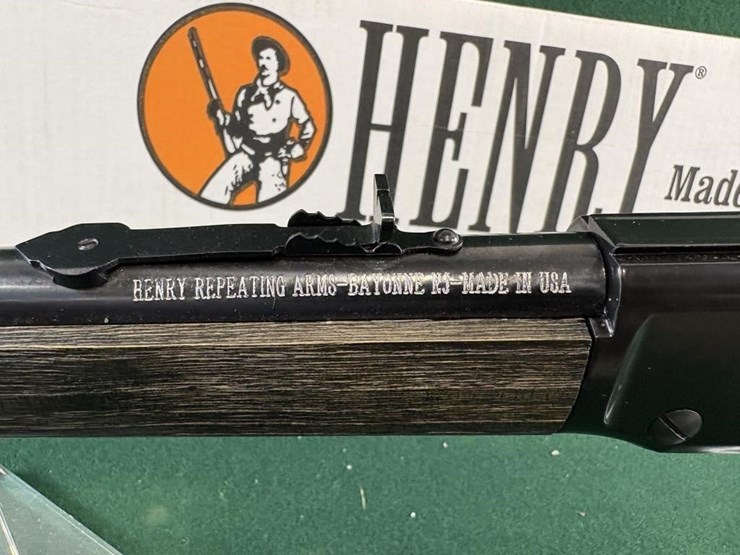 HENRY®
Made
HENRY REPEATING ARMS-BAYONNE NJ-MADE IN USA